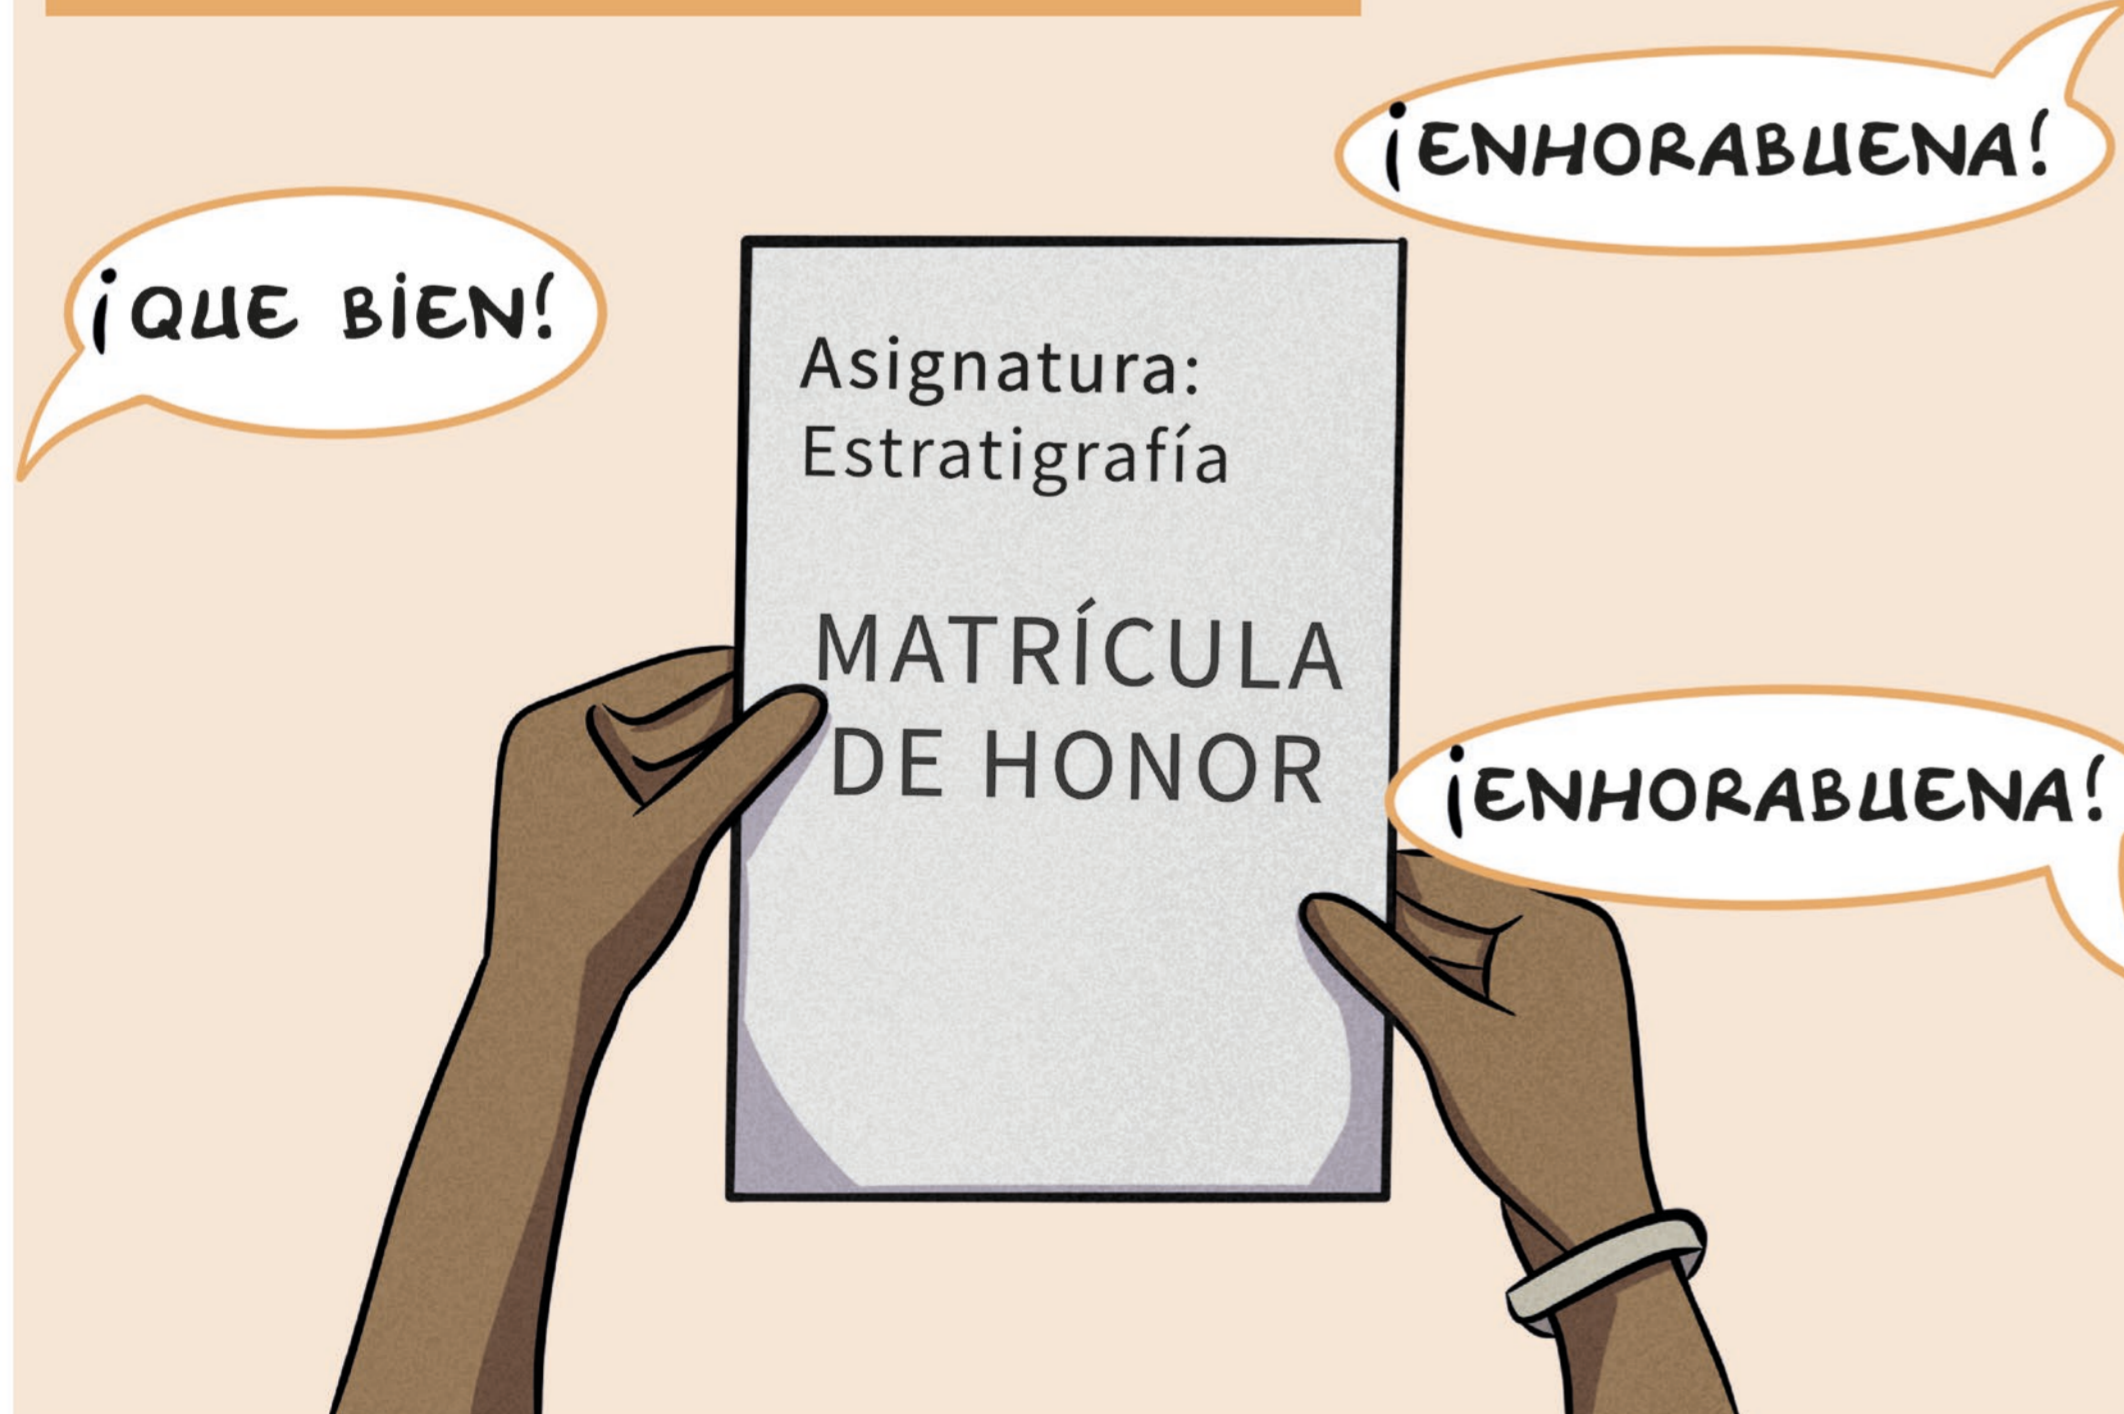 ¡ENHORABUENA!
¡QUE BIEN!
Asignatura:
Estratigrafía
MATRÍCULA
DE HONOR
¡ENHORABUENA!